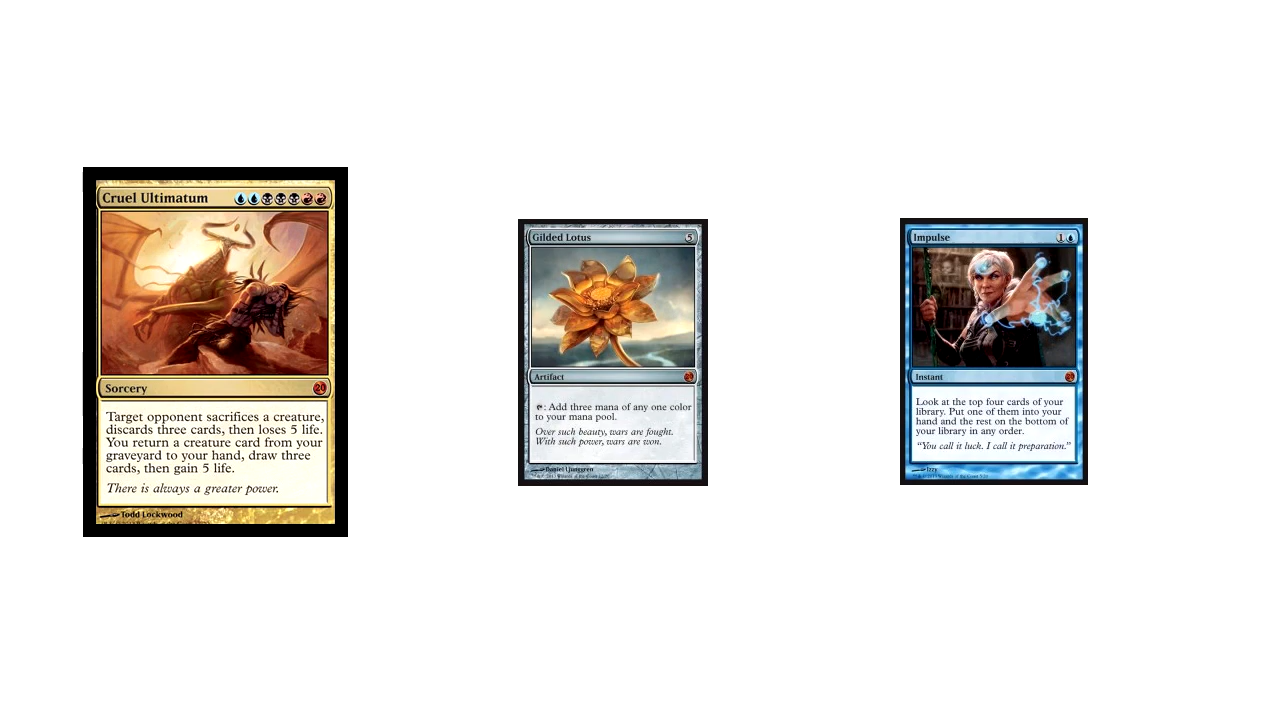 Cruel Ultimatum
Sorcery
Target opponent sacrifices a creature,
discards three cards, then loses 5 life.
You return a creature card from your
graveyard to your hand, draw three
cards, then gain 5 life.
There is always a greater power.
Todd Lockwood
Gilded Lotus 5
Artifact
: Add three mana of any one color
to your mana pool.
Over such beauty, wars are fought.
With such power, wars are won.
Daniel Ljunggren
Impulse 1
Instant
Look at the top four cards of your
library. Put one of them into your
hand and the rest on the bottom of
your library in any order.
"You call it luck. I call it preparation."
Izzy